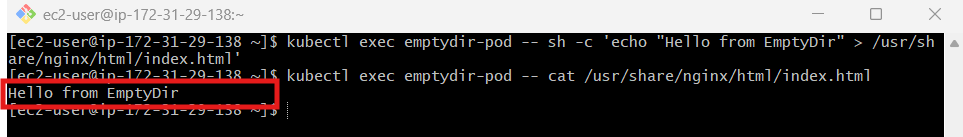 ec2-user@ip-172-31-29-138:~
[ec2-user@ip-172-31-29-138 ~]$ kubectl exec emptydir-pod -- sh -c 'echo "Hello from EmptyDir" > /usr/sh
are/nginx/html/index.html'
[ec2-user@ip-172-31-29-138 ~]$ kubectl exec emptydir-pod -- cat /usr/share/nginx/html/index.html
Hello from EmptyDir
[ec2-user@ip-172-31-29-138 ~]$